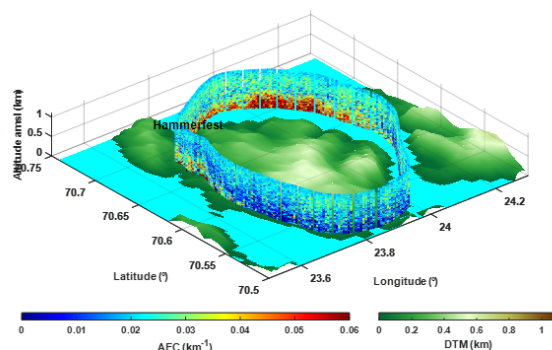 Altitude amsl (km)
1
0.5
0
Hammerfest
70.75
70.7
70.65
70.6
70.55
70.5
24.2
24
23.8
23.6
Latitude (º)
Longitude (º)
0 0.01 0.02 0.03 0.04 0.05 0.06
AEC (km-1)
0 0.2 0.4 0.6 0.8 1
DTM (km)